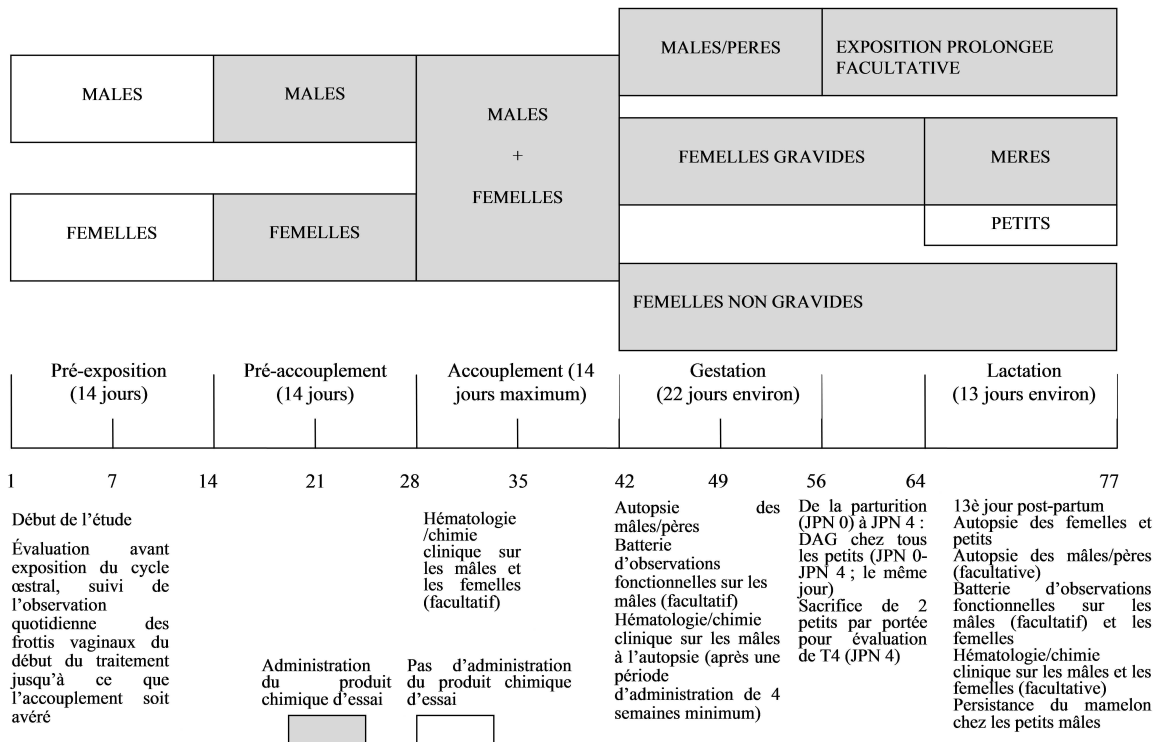 MALES/PERES
EXPOSITION PROLONGEE
FACULTATIVE
MALES
MALES
MALES
+
FEMELLES
FEMELLES GRAVIDES
MERES
PETITS
FEMELLES
FEMELLES
FEMELLES NON GRAVIDES
Pré-exposition
(14 jours)
Pré-accouplement
(14 jours)
Accouplement (14
jours maximum)
Gestation
(22 jours environ)
Lactation
(13 jours environ)
1 7 14 21 28 35 42 49 56 64 77
Début de l’étude
Évaluation avant
exposition du cycle
œstral, suivi de
l’observation
quotidienne des
frottis vaginaux du
début du traitement
jusqu’à ce que
l’accouplement soit
avéré
Hématologie
/chimie
clinique sur
les mâles et
les femelles
(facultatif)
Autopsie des
mâles/pères
Batterie
d’observations
fonctionnelles sur les
mâles (facultatif)
Hématologie/chimie
clinique sur les mâles
à l’autopsie (après une
période
d’administration de 4
semaines minimum)
De la parturition
(JPN 0) à JPN 4 :
DAG chez tous
les petits (JPN 0-
JPN 4 ; le même
jour)
Sacrifice de 2
petits par portée
pour évaluation
de T4 (JPN 4)
13è jour post-partum
Autopsie des femelles et
petits
Autopsie des mâles/pères
(facultative)
Batterie d’observations
fonctionnelles sur les
mâles (facultatif) et les
femelles
Hématologie/chimie
clinique sur les mâles et les
femelles (facultative)
Persistance du mamelon
chez les petits mâles
Administration
du produit
chimique d’essai
Pas d’administration
du produit chimique
d’essai